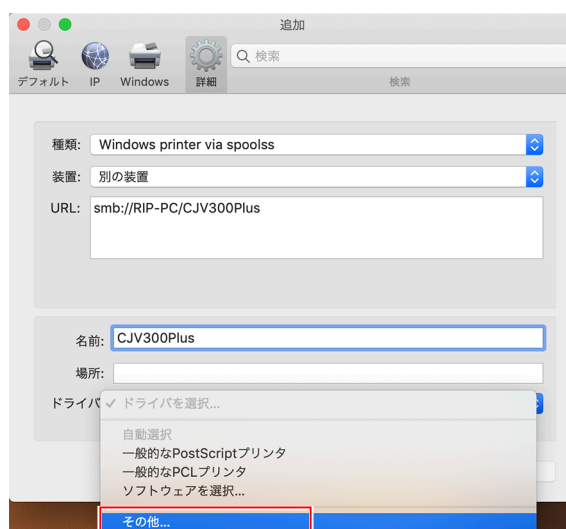 追加
検索
デフォルト IP Windows 詳細 検索
種類: Windows printer via spoolss
装置: 別の装置
URL: smb://RIP-PC/CJV300Plus
名前: CJV300Plus
場所:
ドライバ ✓ ドライバを選択...
自動選択
一般的なPostScriptプリンタ
一般的なPCLプリンタ
ソフトウェアを選択...
その他...